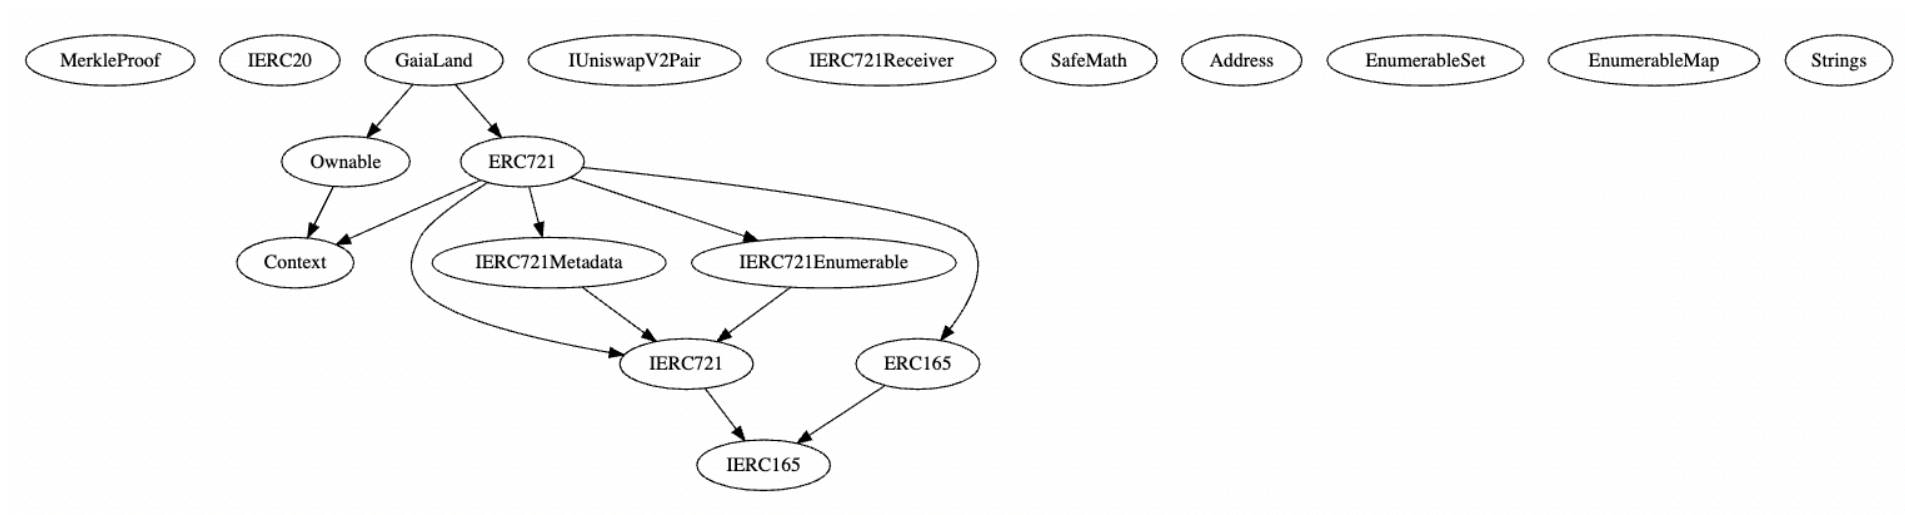 MerkleProof
IERC20
GaiaLand
IUniswapV2Pair
IERC721Receiver
SafeMath
Address
EnumerableSet
EnumerableMap
Strings
Ownable
ERC721
Context
IERC721Metadata
IERC721Enumerable
IERC721
ERC165
IERC165